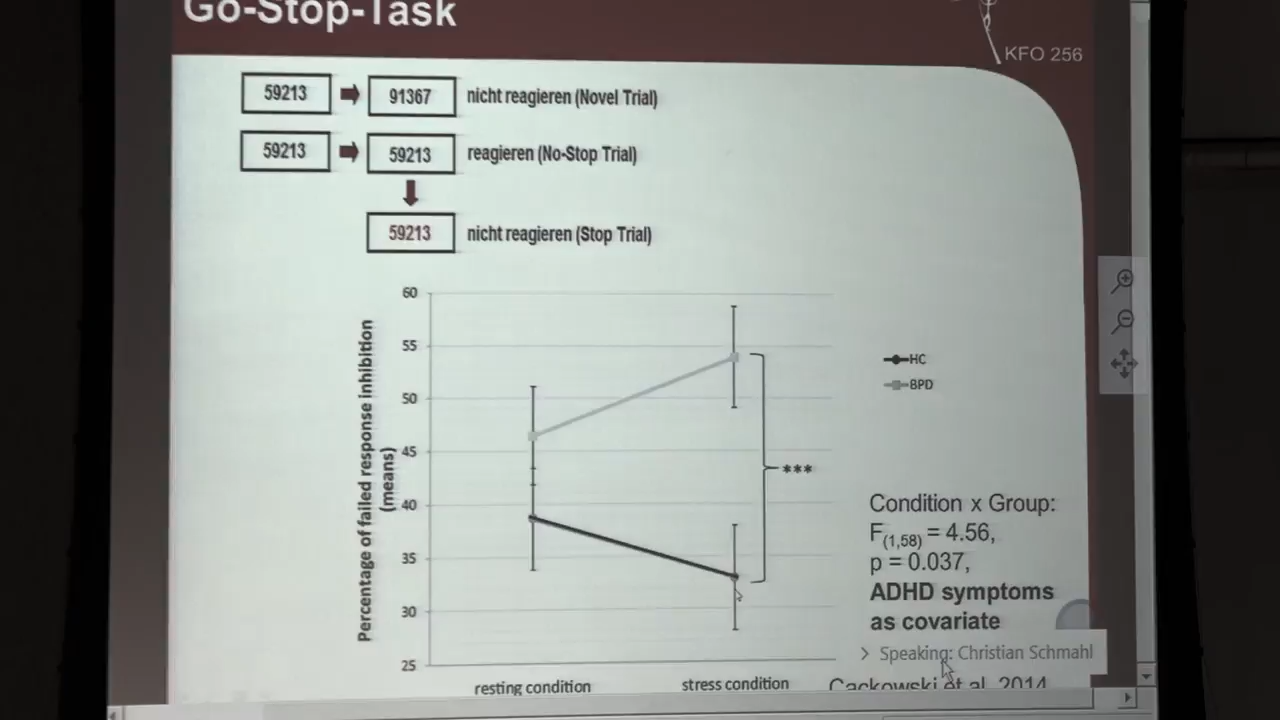 Go-Stop-Task
KFO 256
59213 91367 nicht reagieren (Novel Trial)
59213 59213 reagieren (No-Stop Trial)
59213 nicht reagieren (Stop Trial)
Percentage of failed response inhibition
(means)
60
55
50
45
40
35
30
25
resting condition stress condition
***
HC
BPD
Condition x Group:
F(1,58) = 4.56,
p = 0.037,
ADHD symptoms
as covariate
> Speaking: Christian Schmahl
Cackowski et al. 2014